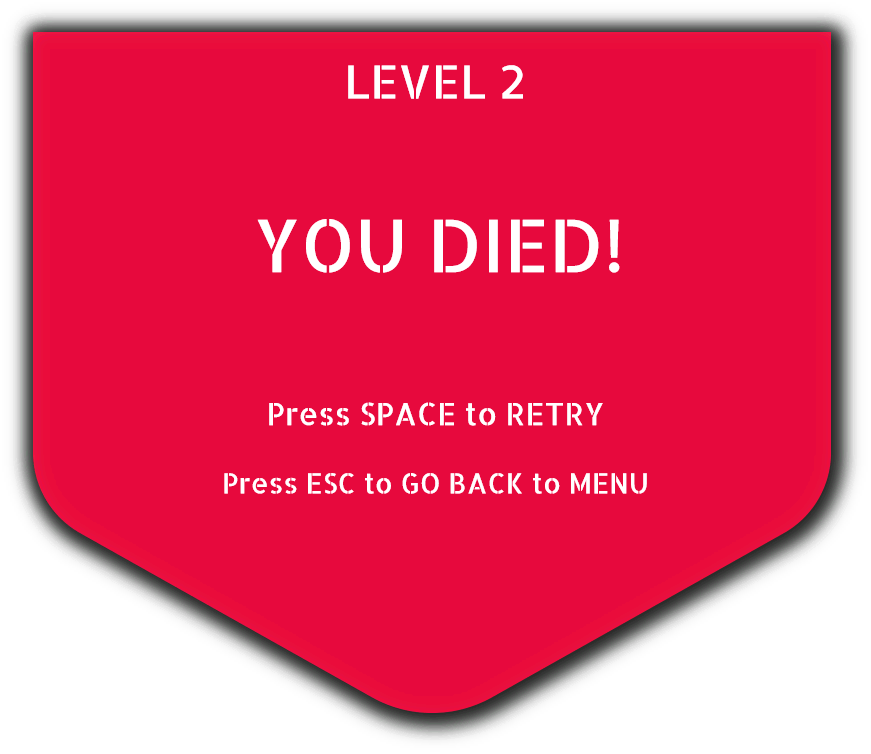 LEVEL 2
YOU DIED!
Press SPACE to RETRY
Press ESC to GO BACK to MENU